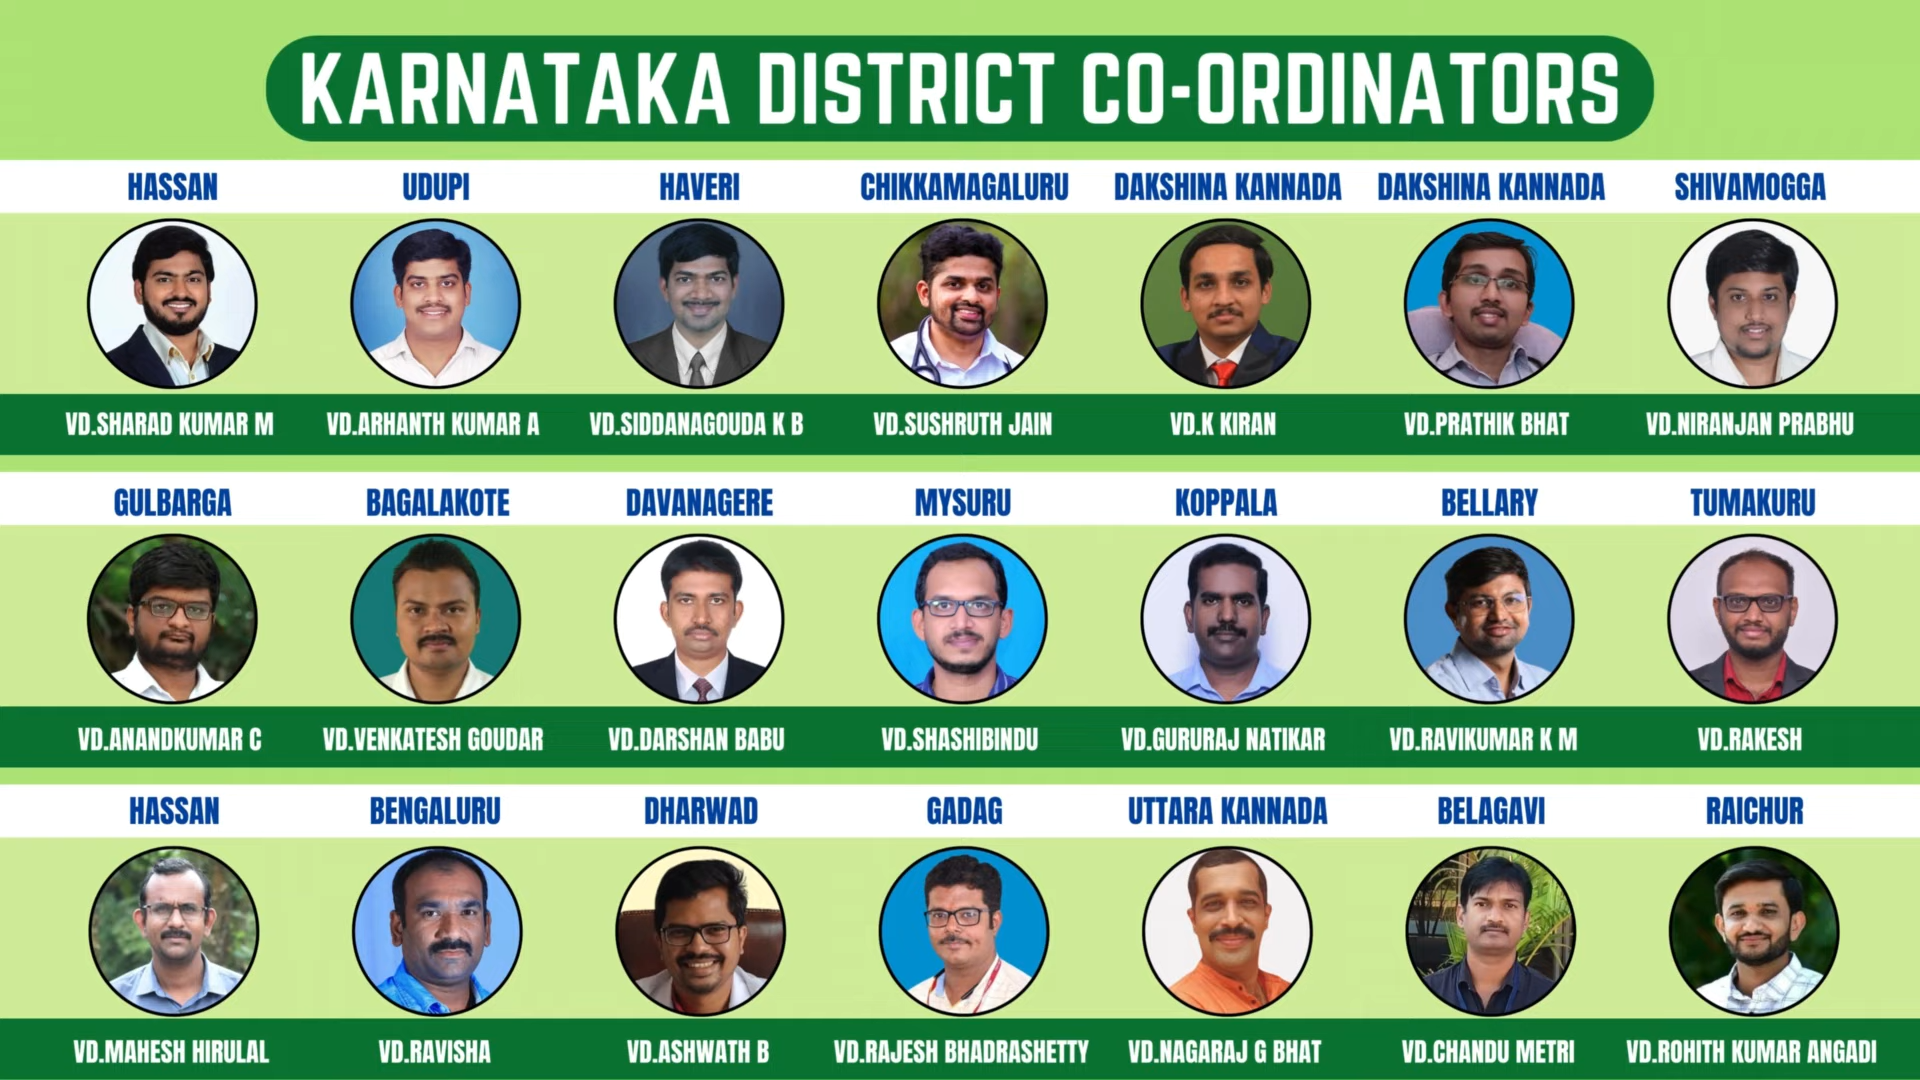 KARNATAKA DISTRICT CO-ORDINATORS
HASSAN UDUPI HAVERI CHIKKAMAGALURU DAKSHINA KANNADA DAKSHINA KANNADA SHIVAMOGGA
VD.SHARAD KUMAR M VD.ARHANTH KUMAR A VD.SIDDANAGOUDA K B VD.SUSHRUTH JAIN VD.K KIRAN VD.PRATHIK BHAT VD.NIRANJAN PRABHU
GULBARGA BAGALAKOTE DAVANAGERE MYSURU KOPPALA BELLARY TUMAKURU
VD.ANANDKUMAR C VD.VENKATESH GOUDAR VD.DARSHAN BABU VD.SHASHIBINDU VD.GURURAJ NATIKAR VD.RAVIKUMAR K M VD.RAKESH
HASSAN BENGALURU DHARWAD GADAG UTTARA KANNADA BELAGAVI RAICHUR
VD.MAHESH HIRULAL VD.RAVISHA VD.ASHWATH B VD.RAJESH BHADRASHETTY VD.NAGARAJ G BHAT VD.CHANDU METRI VD.ROHITH KUMAR ANGADI